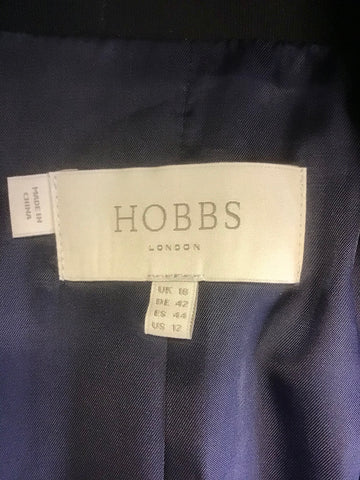 MADE IN
CHINA
HOBBS
LONDON
UK 16
DE 42
ES 44
US 12